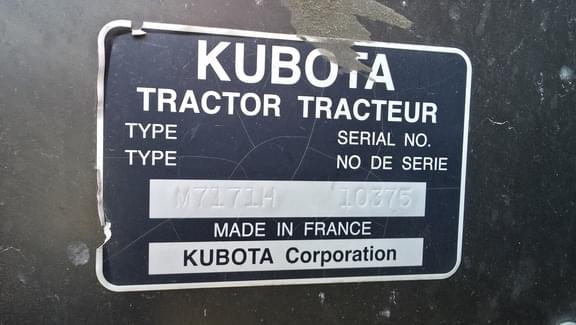 KUBOTA
TRACTOR TRACTEUR
TYPE SERIAL NO.
TYPE NO DE SERIE
M7171H 10375
MADE IN FRANCE
KUBOTA Corporation